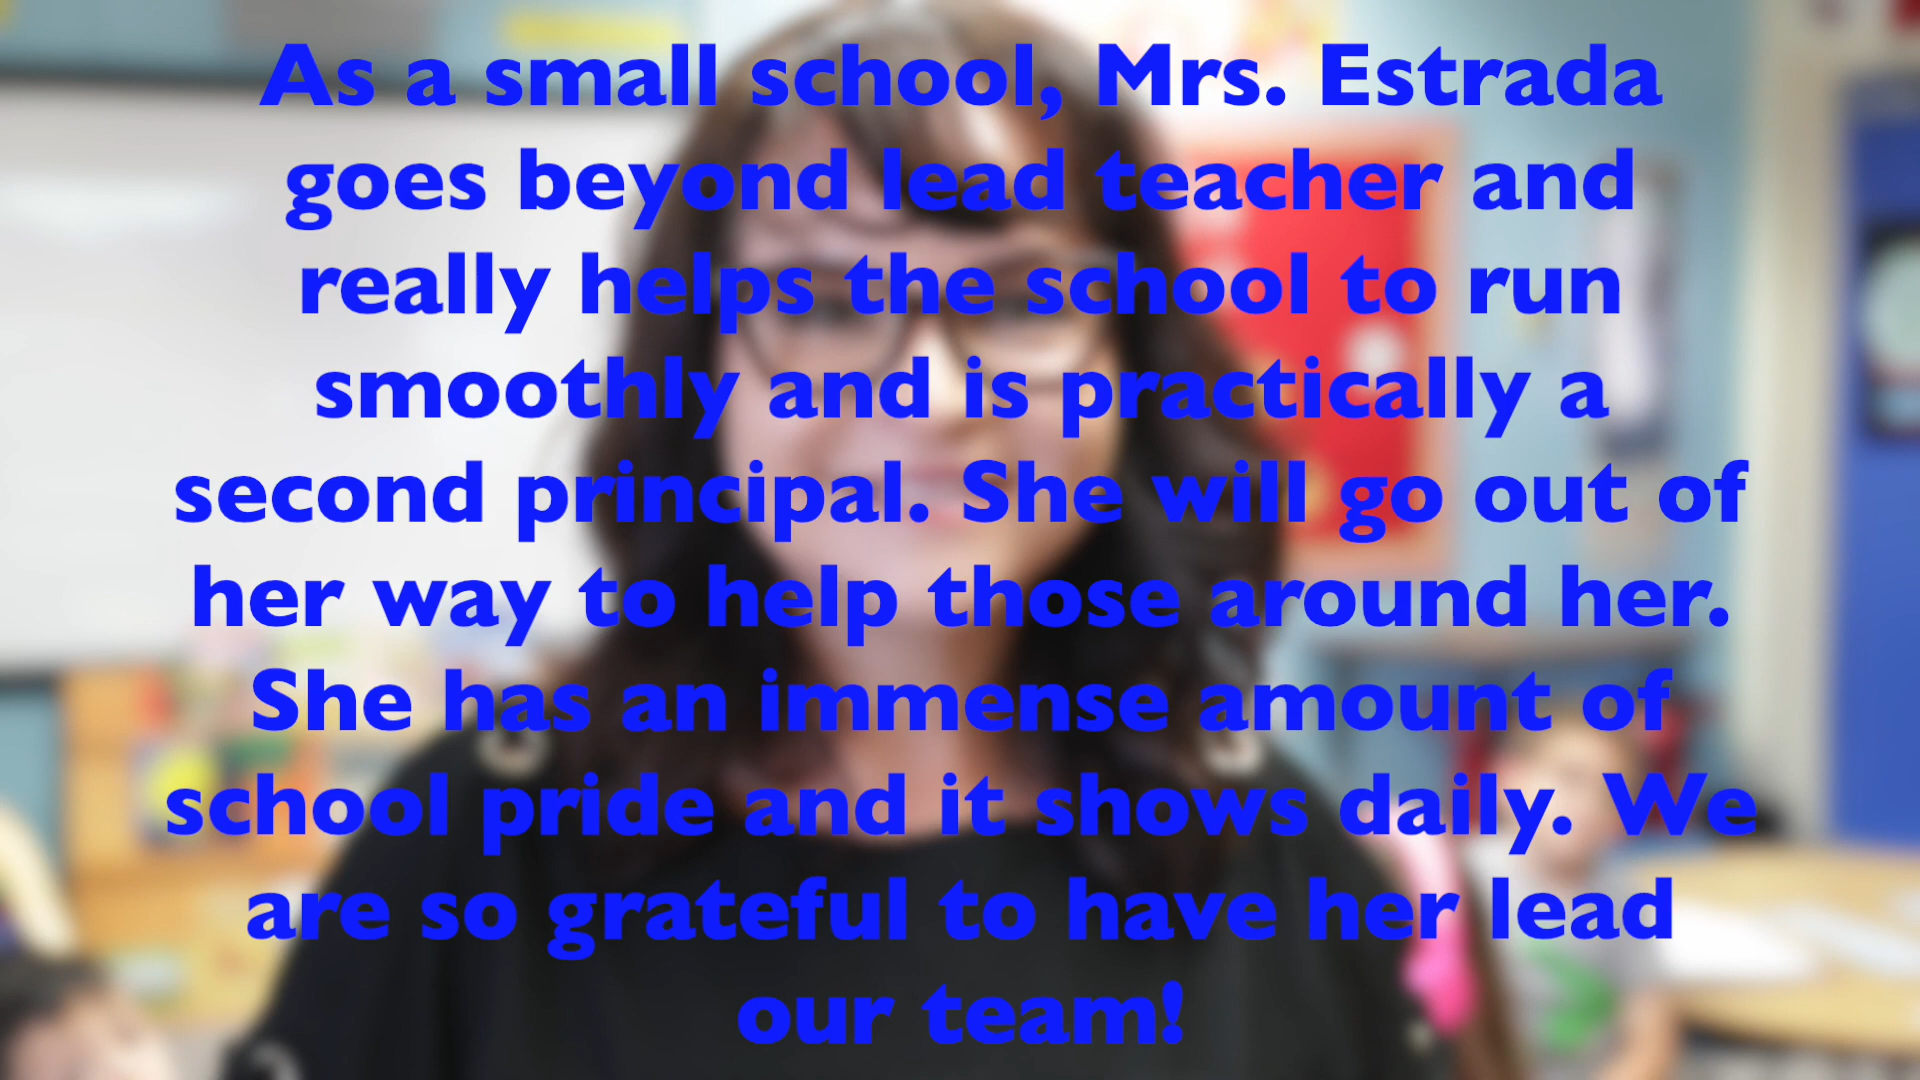 As a small school, Mrs. Estrada
goes beyond lead teacher and
really helps the school to run
smoothly and is practically a
second principal. She will go out of
her way to help those around her.
She has an immense amount of
school pride and it shows daily. We
are so grateful to have her lead
our team!